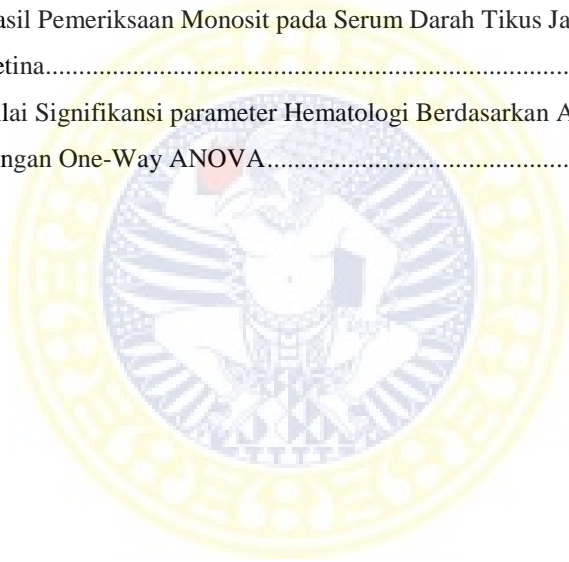 asil Pemeriksaan Monosit pada Serum Darah Tikus Ja
etina.......................................................................................
lai Signifikansi parameter Hematologi Berdasarkan A
ngan One-Way ANOVA..................................................